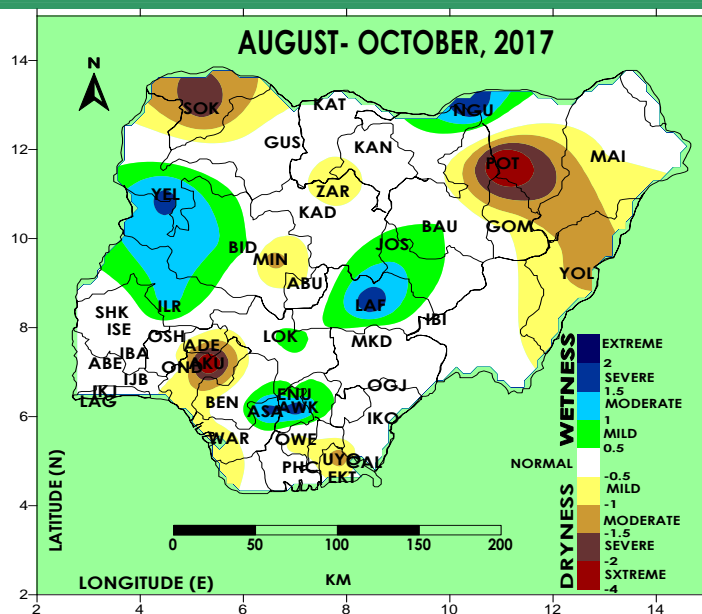 AUGUST- OCTOBER, 2017
N
14
12
10
8
6
4
2
SOK
KAT
NGU
GUS
KAN
POT
MAI
ZAR
YEL
KAD
BID
JOS
BAU
GOM
MIN
ABU
YOL
ILR
LAF
IBI
SHK
ISE
OSH
ADE
LOK
MKD
IBA
ABE
OND
AKU
IJB
IKJ
LAG
BEN
ENU
ASA
AWK
OGJ
IKO
WAR
OWE
UYO
CAL
PHC
EKT
WETNESS
EXTREME
2
SEVERE
1.5
MODERATE
1
MILD
0.5
NORMAL
-0.5
MILD
-1
MODERATE
-1.5
SEVERE
-2
SXTREME
-4
DRYNESS
LATITUDE (N)
0
50
100
150
200
KM
LONGITUDE (E)
2
4
6
8
10
12
14